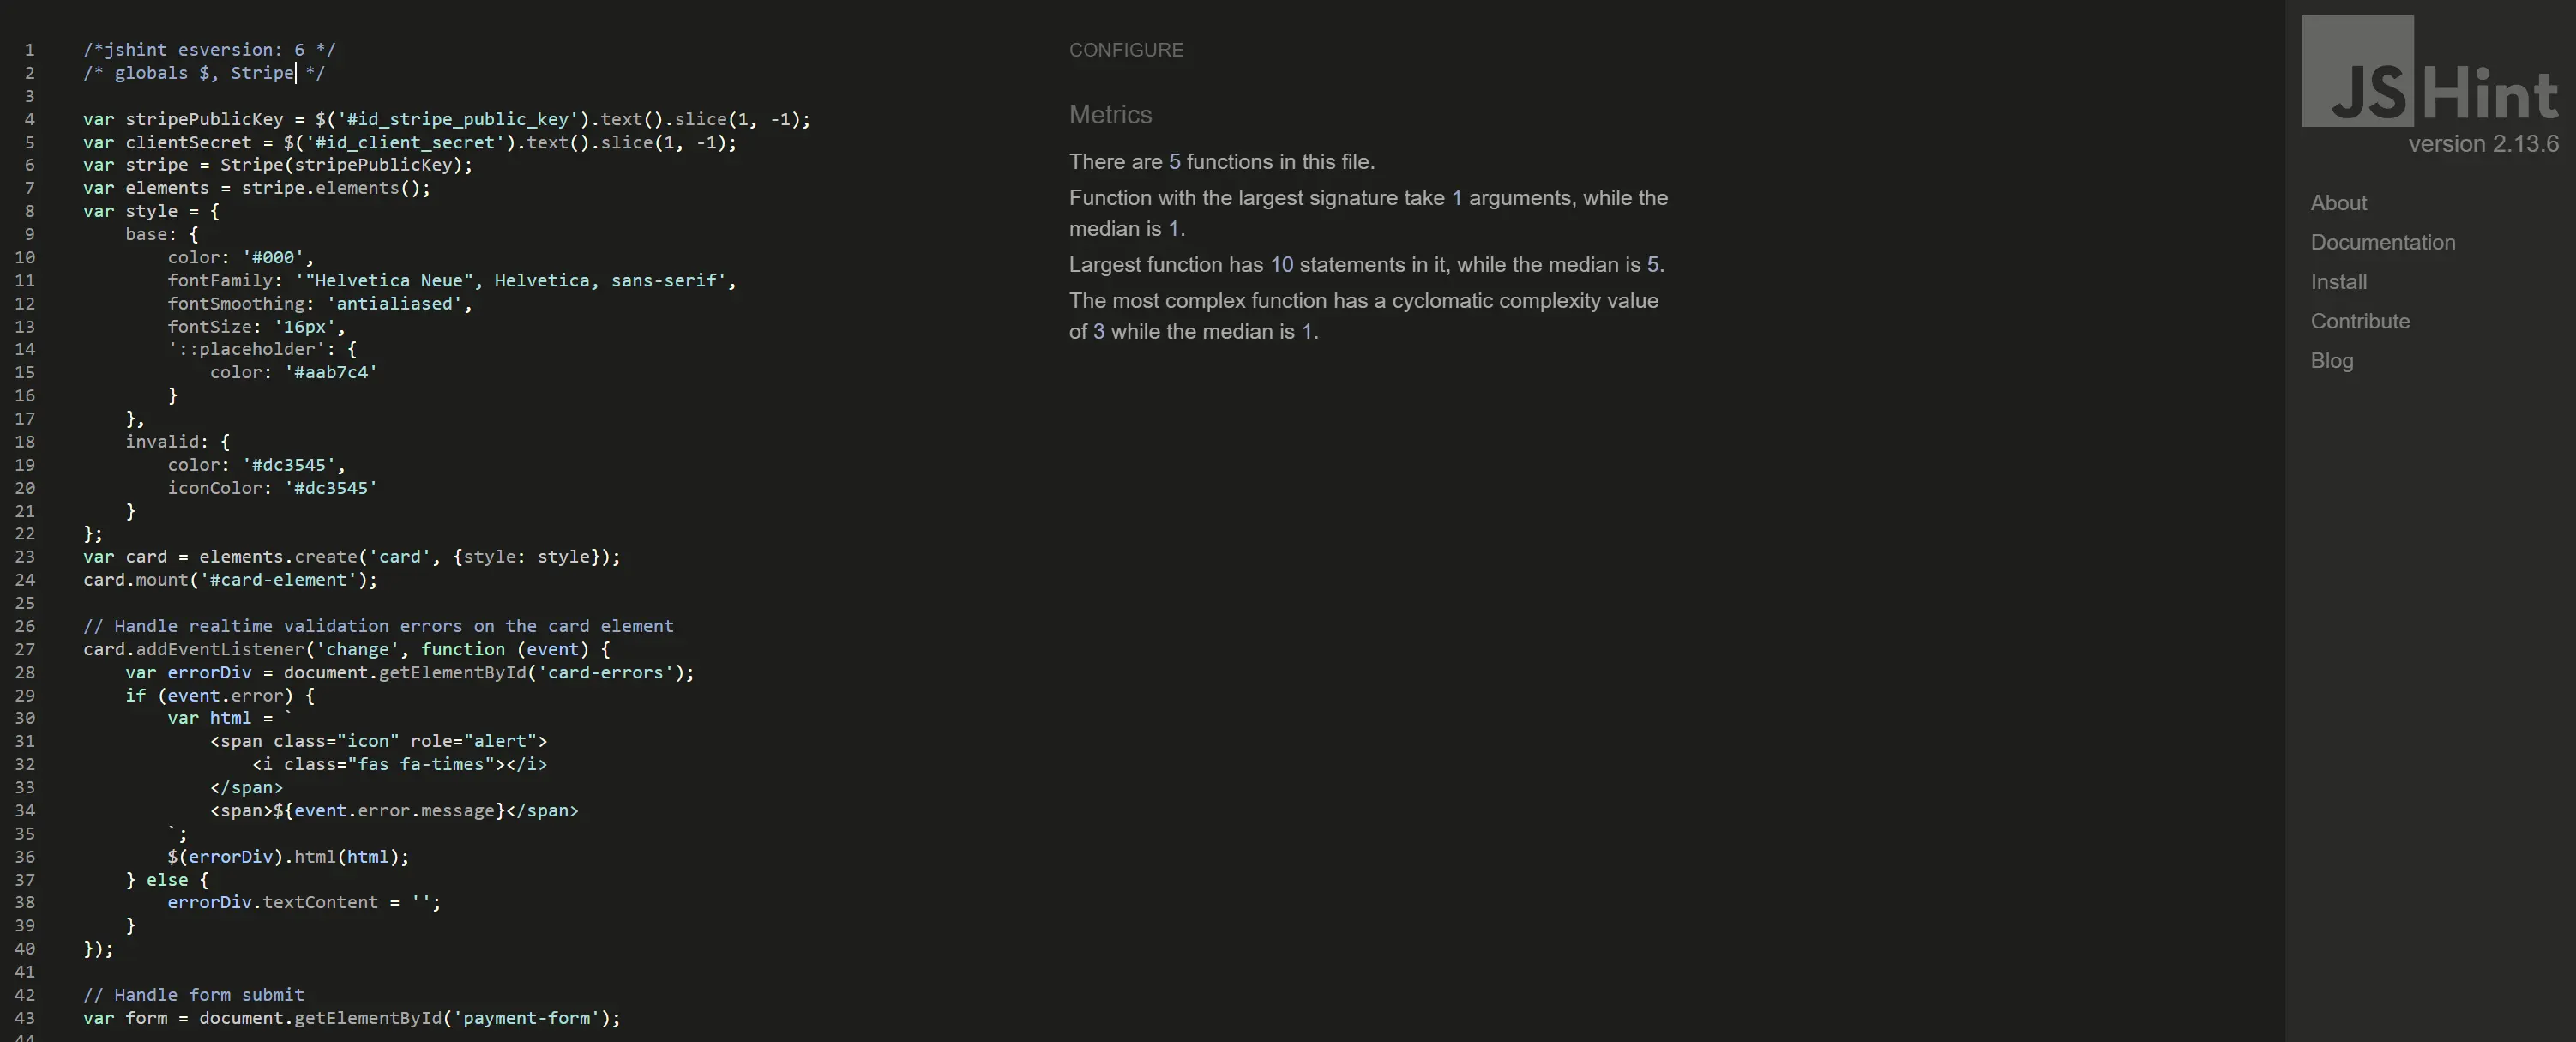 1 /*jshint esversion: 6 */
2 /* globals $, Stripe */
3
4 var stripePublicKey = $('#id_stripe_public_key').text().slice(1, -1);
5 var clientSecret = $('#id_client_secret').text().slice(1, -1);
6 var stripe = Stripe(stripePublicKey);
7 var elements = stripe.elements();
8 var style = {
9     base: {
10         color: '#000',
11         fontFamily: '"Helvetica Neue", Helvetica, sans-serif',
12         fontSmoothing: 'antialiased',
13         fontSize: '16px',
14         '::placeholder': {
15             color: '#aab7c4'
16         }
17     },
18     invalid: {
19         color: '#dc3545',
20         iconColor: '#dc3545'
21     }
22 };
23 var card = elements.create('card', {style: style});
24 card.mount('#card-element');
25
26 // Handle realtime validation errors on the card element
27 card.addEventListener('change', function (event) {
28     var errorDiv = document.getElementById('card-errors');
29     if (event.error) {
30         var html = `
31             <span class="icon" role="alert">
32                 <i class="fas fa-times"></i>
33             </span>
34             <span>${event.error.message}</span>
35         `;
36         $(errorDiv).html(html);
37     } else {
38         errorDiv.textContent = '';
39     }
40 });
41
42 // Handle form submit
43 var form = document.getElementById('payment-form');
44
CONFIGURE
Metrics
There are 5 functions in this file.
Function with the largest signature take 1 arguments, while the
median is 1.
Largest function has 10 statements in it, while the median is 5.
The most complex function has a cyclomatic complexity value
of 3 while the median is 1.
JSHint
version 2.13.6
About
Documentation
Install
Contribute
Blog